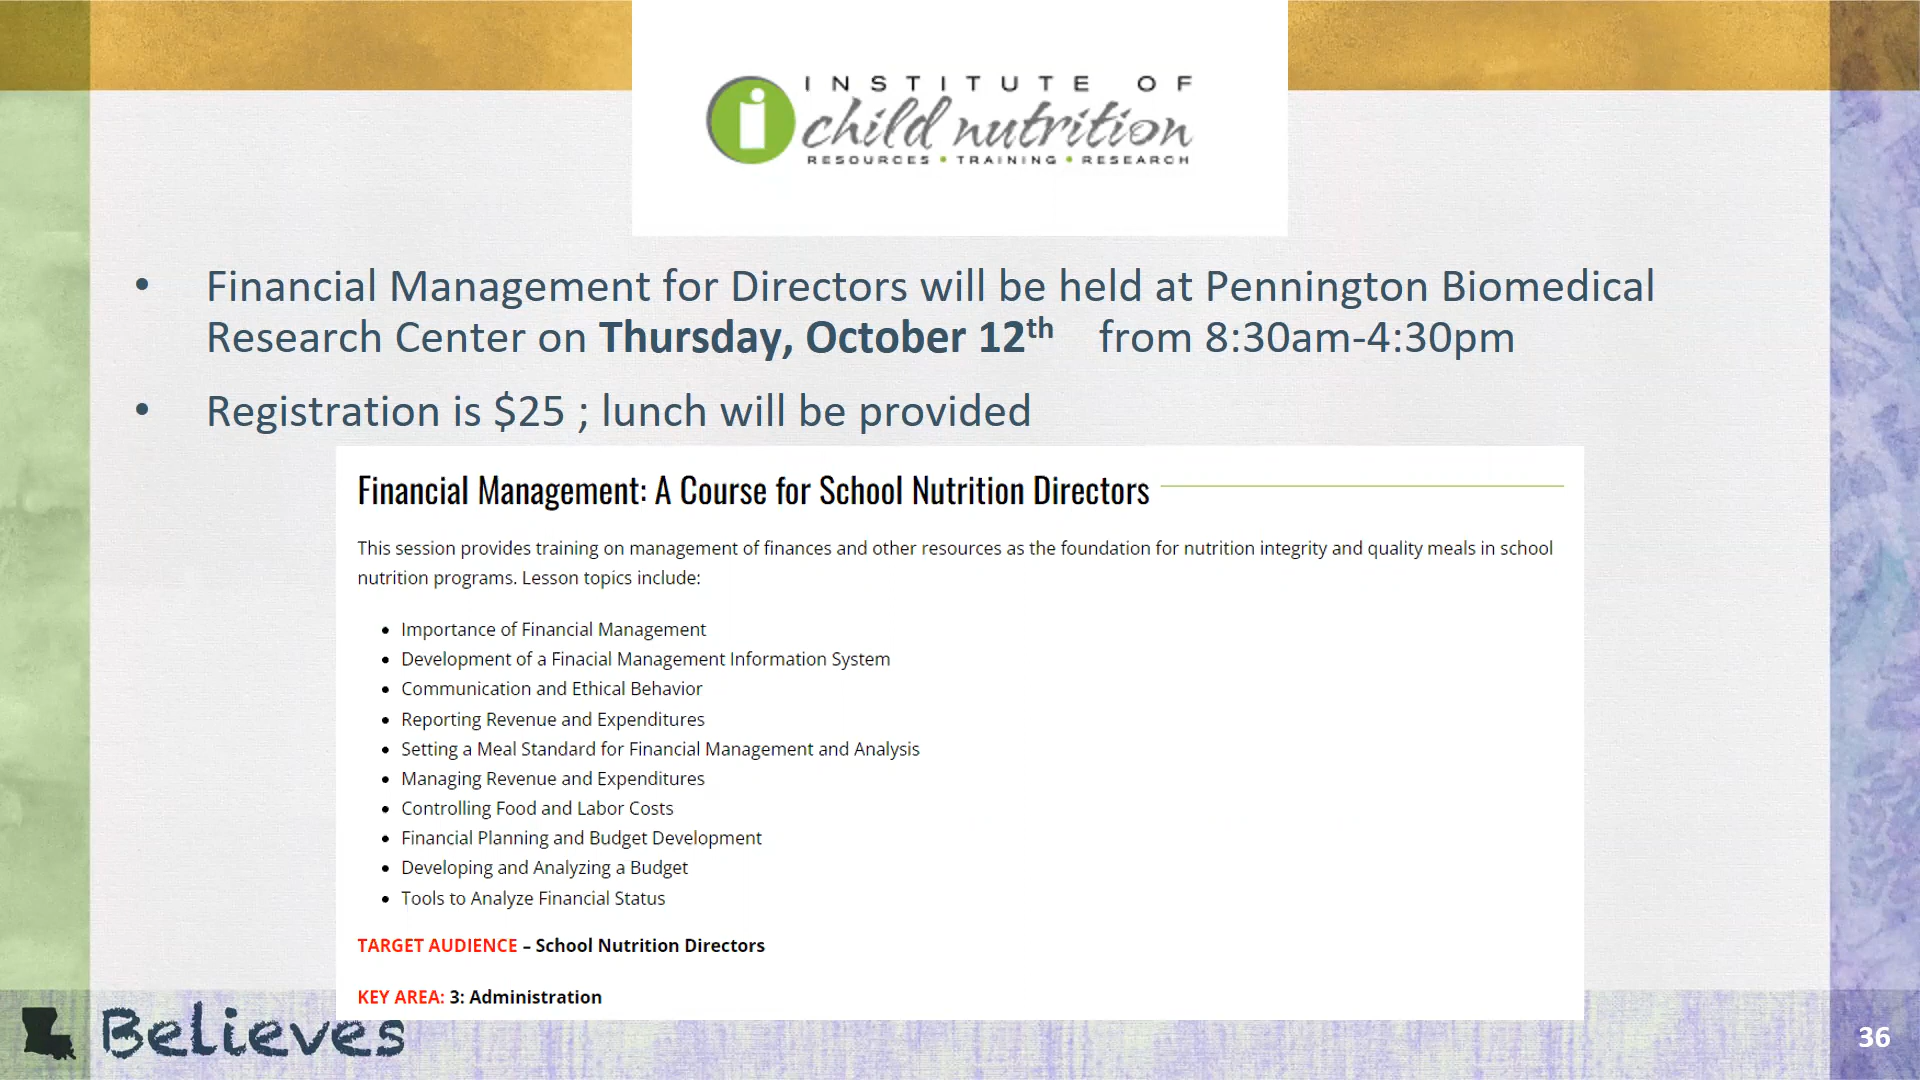 INSTITUTE OF
child nutrition
RESOURCES • TRAINING • RESEARCH
• Financial Management for Directors will be held at Pennington Biomedical
Research Center on Thursday, October 12th from 8:30am-4:30pm
• Registration is $25 ; lunch will be provided
Financial Management: A Course for School Nutrition Directors
This session provides training on management of finances and other resources as the foundation for nutrition integrity and quality meals in school
nutrition programs. Lesson topics include:
• Importance of Financial Management
• Development of a Finacial Management Information System
• Communication and Ethical Behavior
• Reporting Revenue and Expenditures
• Setting a Meal Standard for Financial Management and Analysis
• Managing Revenue and Expenditures
• Controlling Food and Labor Costs
• Financial Planning and Budget Development
• Developing and Analyzing a Budget
• Tools to Analyze Financial Status
TARGET AUDIENCE – School Nutrition Directors
KEY AREA: 3: Administration
Believes
36